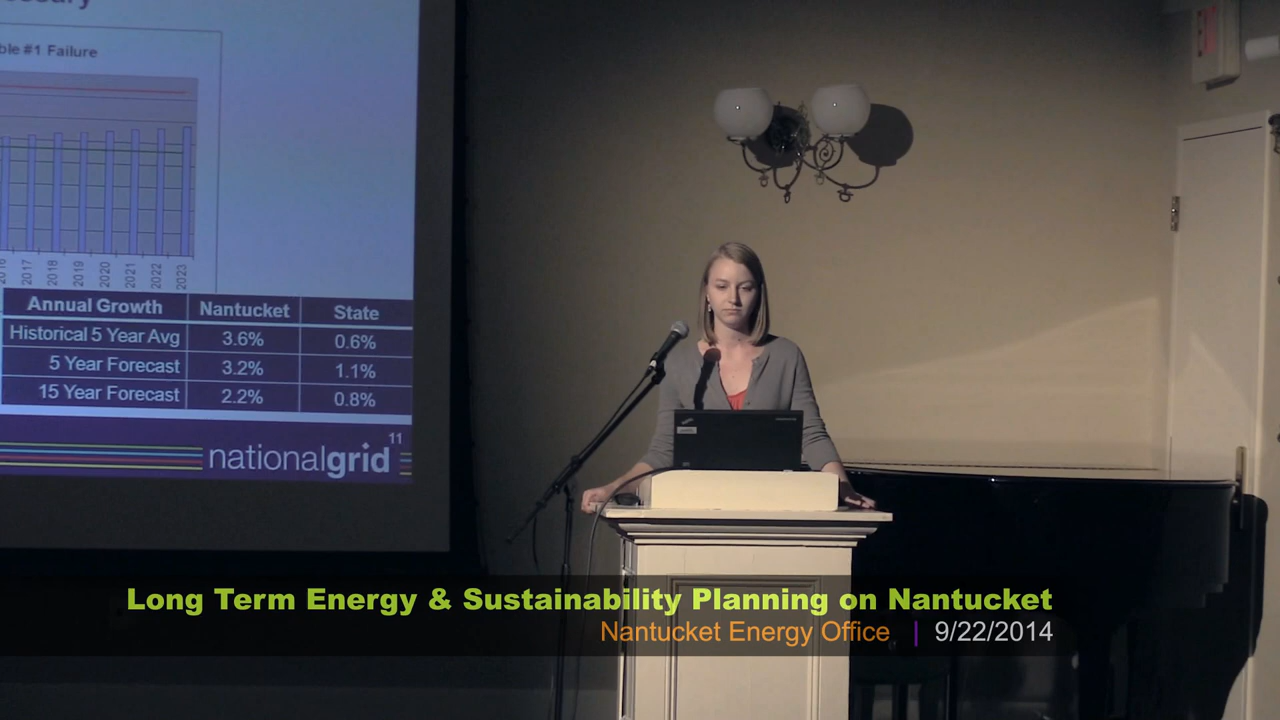 #1 Failure
2017 2018 2019 2020 2021 2022 2023
Annual Growth Nantucket State
Historical 5 Year Avg 3.6% 0.6%
5 Year Forecast 3.2% 1.1%
15 Year Forecast 2.2% 0.8%
11
nationalgrid
Long Term Energy & Sustainability Planning on Nantucket
Nantucket Energy Office | 9/22/2014